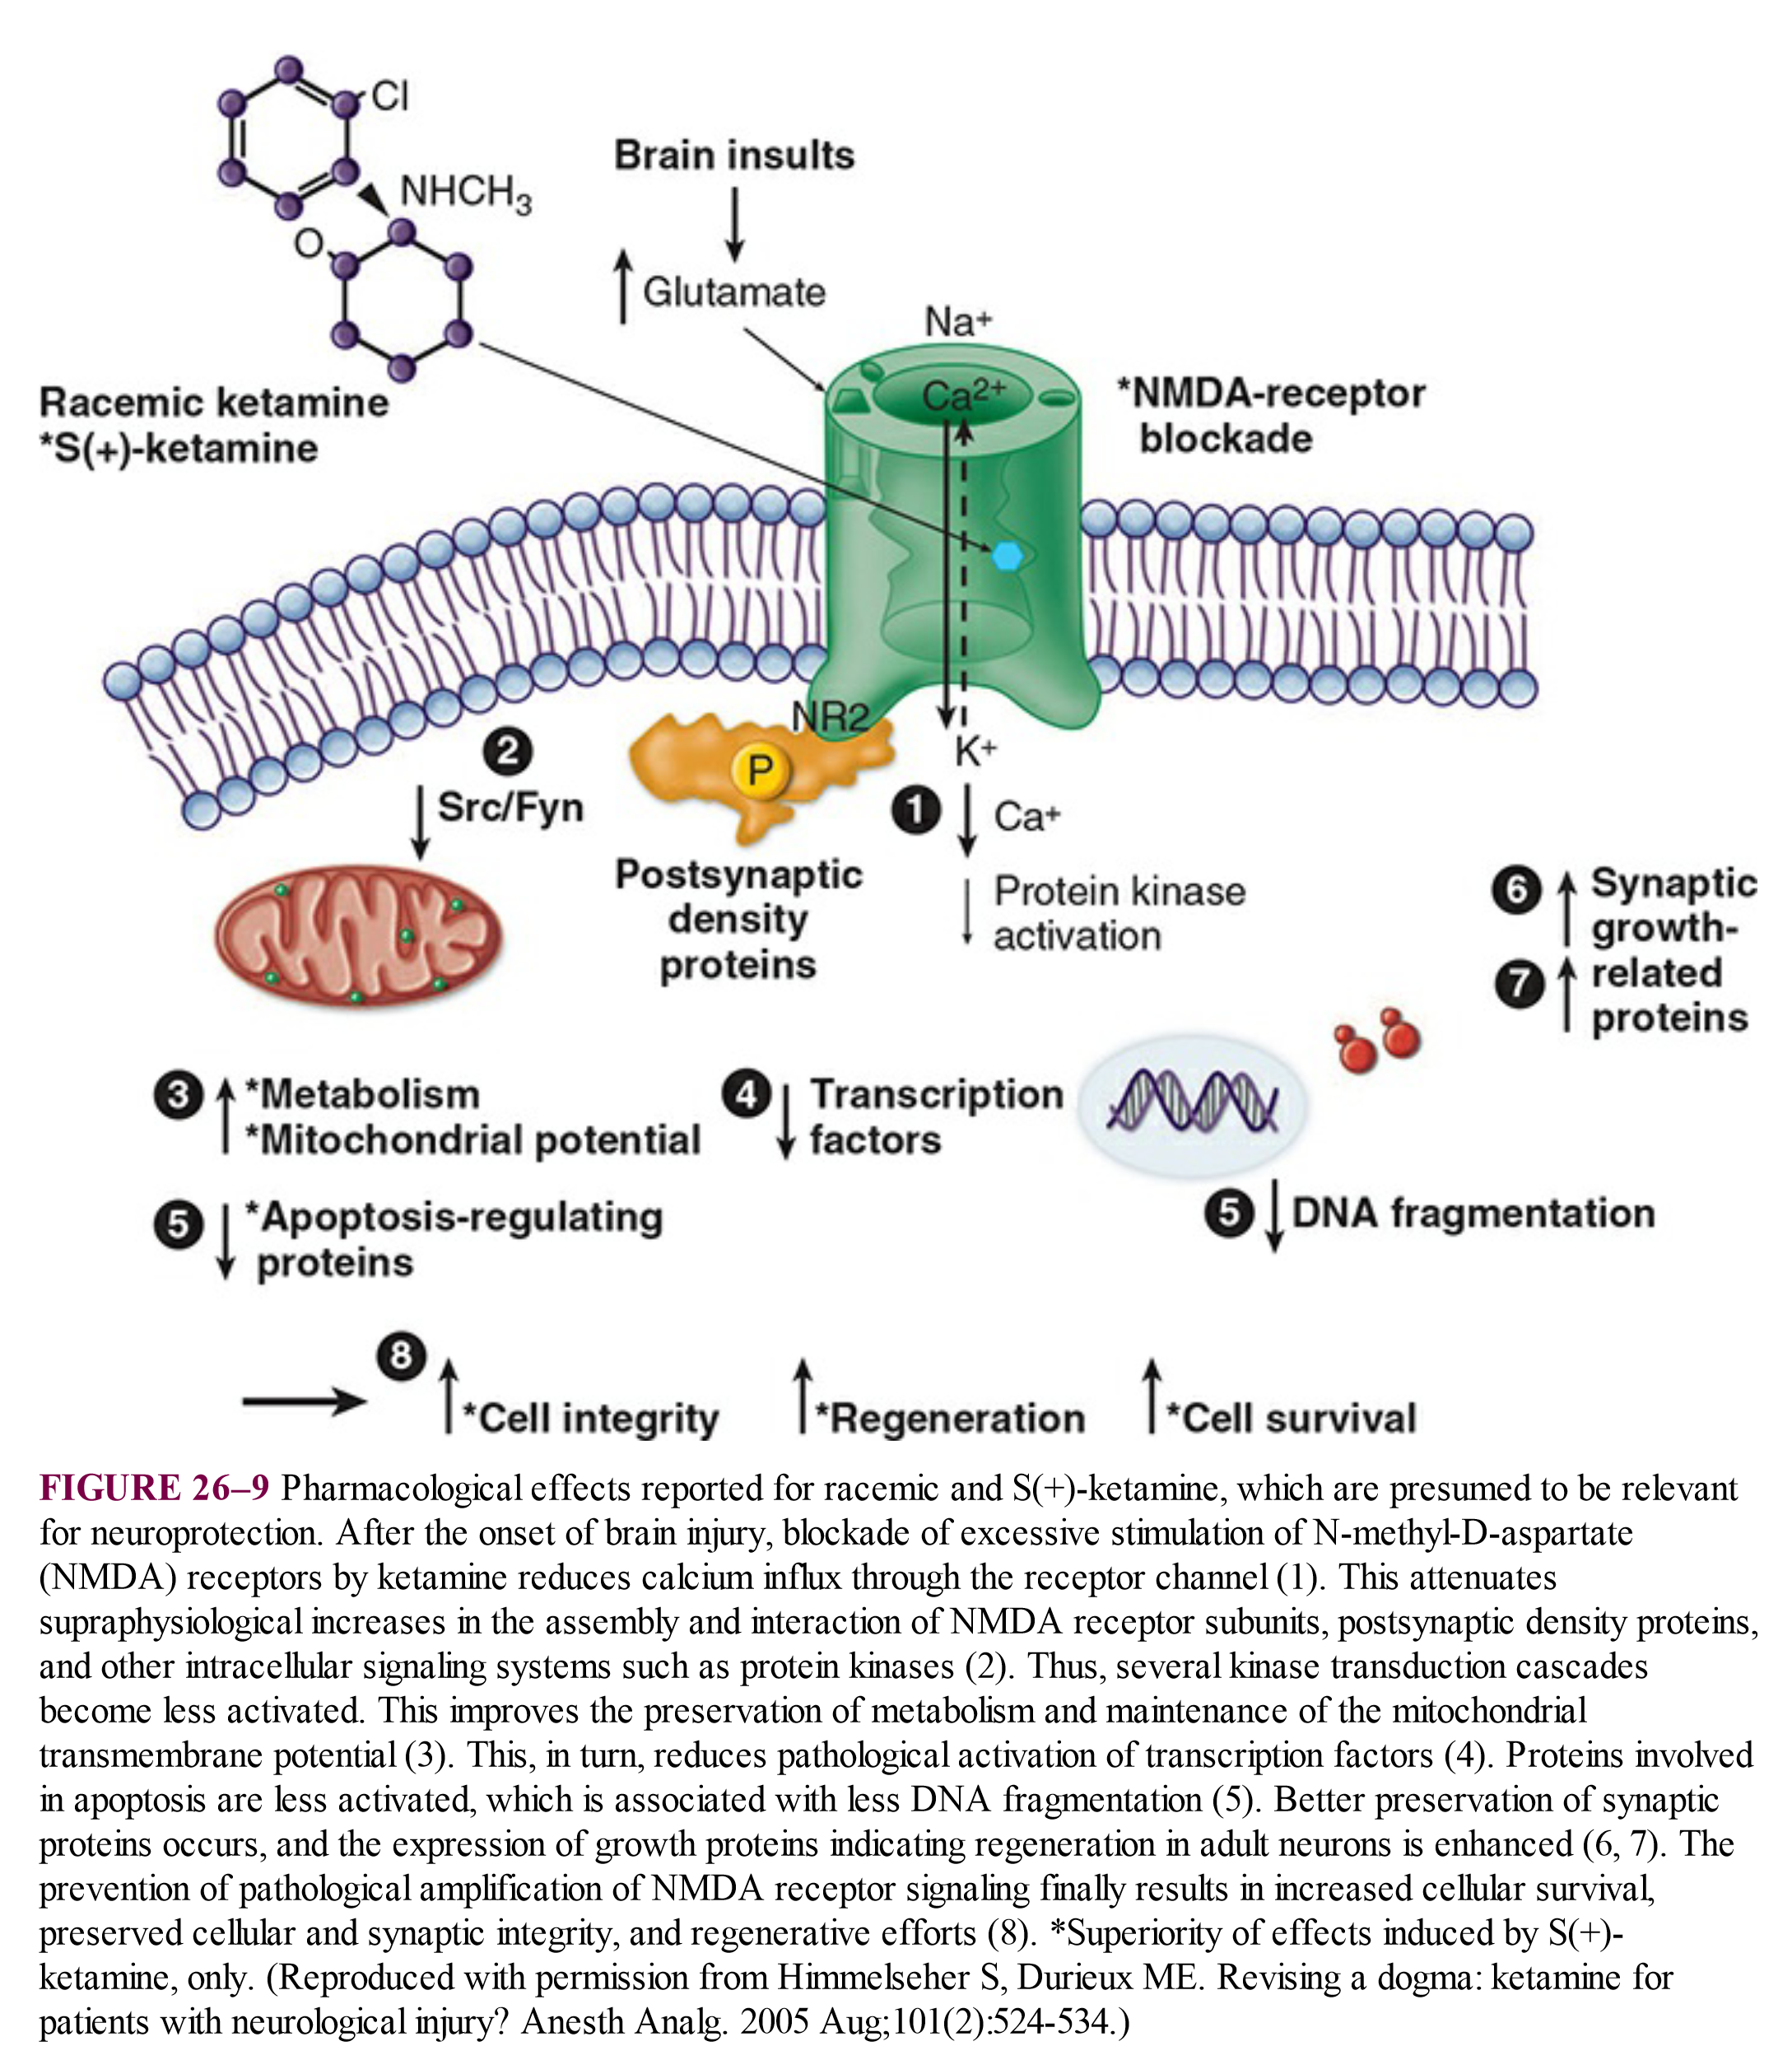 Cl
NHCH3
O
Racemic ketamine
*S(+)-ketamine
Brain insults
Glutamate
Na+
Ca2+
*NMDA-receptor
blockade
NR2
P
K+
2
Src/Fyn
1
Ca+
Postsynaptic
density
proteins
Protein kinase
activation
6
Synaptic
growth-
7
related
proteins
3
*Metabolism
*Mitochondrial potential
4
Transcription
factors
5
*Apoptosis-regulating
proteins
5
DNA fragmentation
8
*Cell integrity
*Regeneration
*Cell survival
FIGURE 26–9 Pharmacological effects reported for racemic and S(+)-ketamine, which are presumed to be relevant
for neuroprotection. After the onset of brain injury, blockade of excessive stimulation of N-methyl-D-aspartate
(NMDA) receptors by ketamine reduces calcium influx through the receptor channel (1). This attenuates
supraphysiological increases in the assembly and interaction of NMDA receptor subunits, postsynaptic density proteins,
and other intracellular signaling systems such as protein kinases (2). Thus, several kinase transduction cascades
become less activated. This improves the preservation of metabolism and maintenance of the mitochondrial
transmembrane potential (3). This, in turn, reduces pathological activation of transcription factors (4). Proteins involved
in apoptosis are less activated, which is associated with less DNA fragmentation (5). Better preservation of synaptic
proteins occurs, and the expression of growth proteins indicating regeneration in adult neurons is enhanced (6, 7). The
prevention of pathological amplification of NMDA receptor signaling finally results in increased cellular survival,
preserved cellular and synaptic integrity, and regenerative efforts (8). *Superiority of effects induced by S(+)-
ketamine, only. (Reproduced with permission from Himmelseher S, Durieux ME. Revising a dogma: ketamine for
patients with neurological injury? Anesth Analg. 2005 Aug;101(2):524-534.)